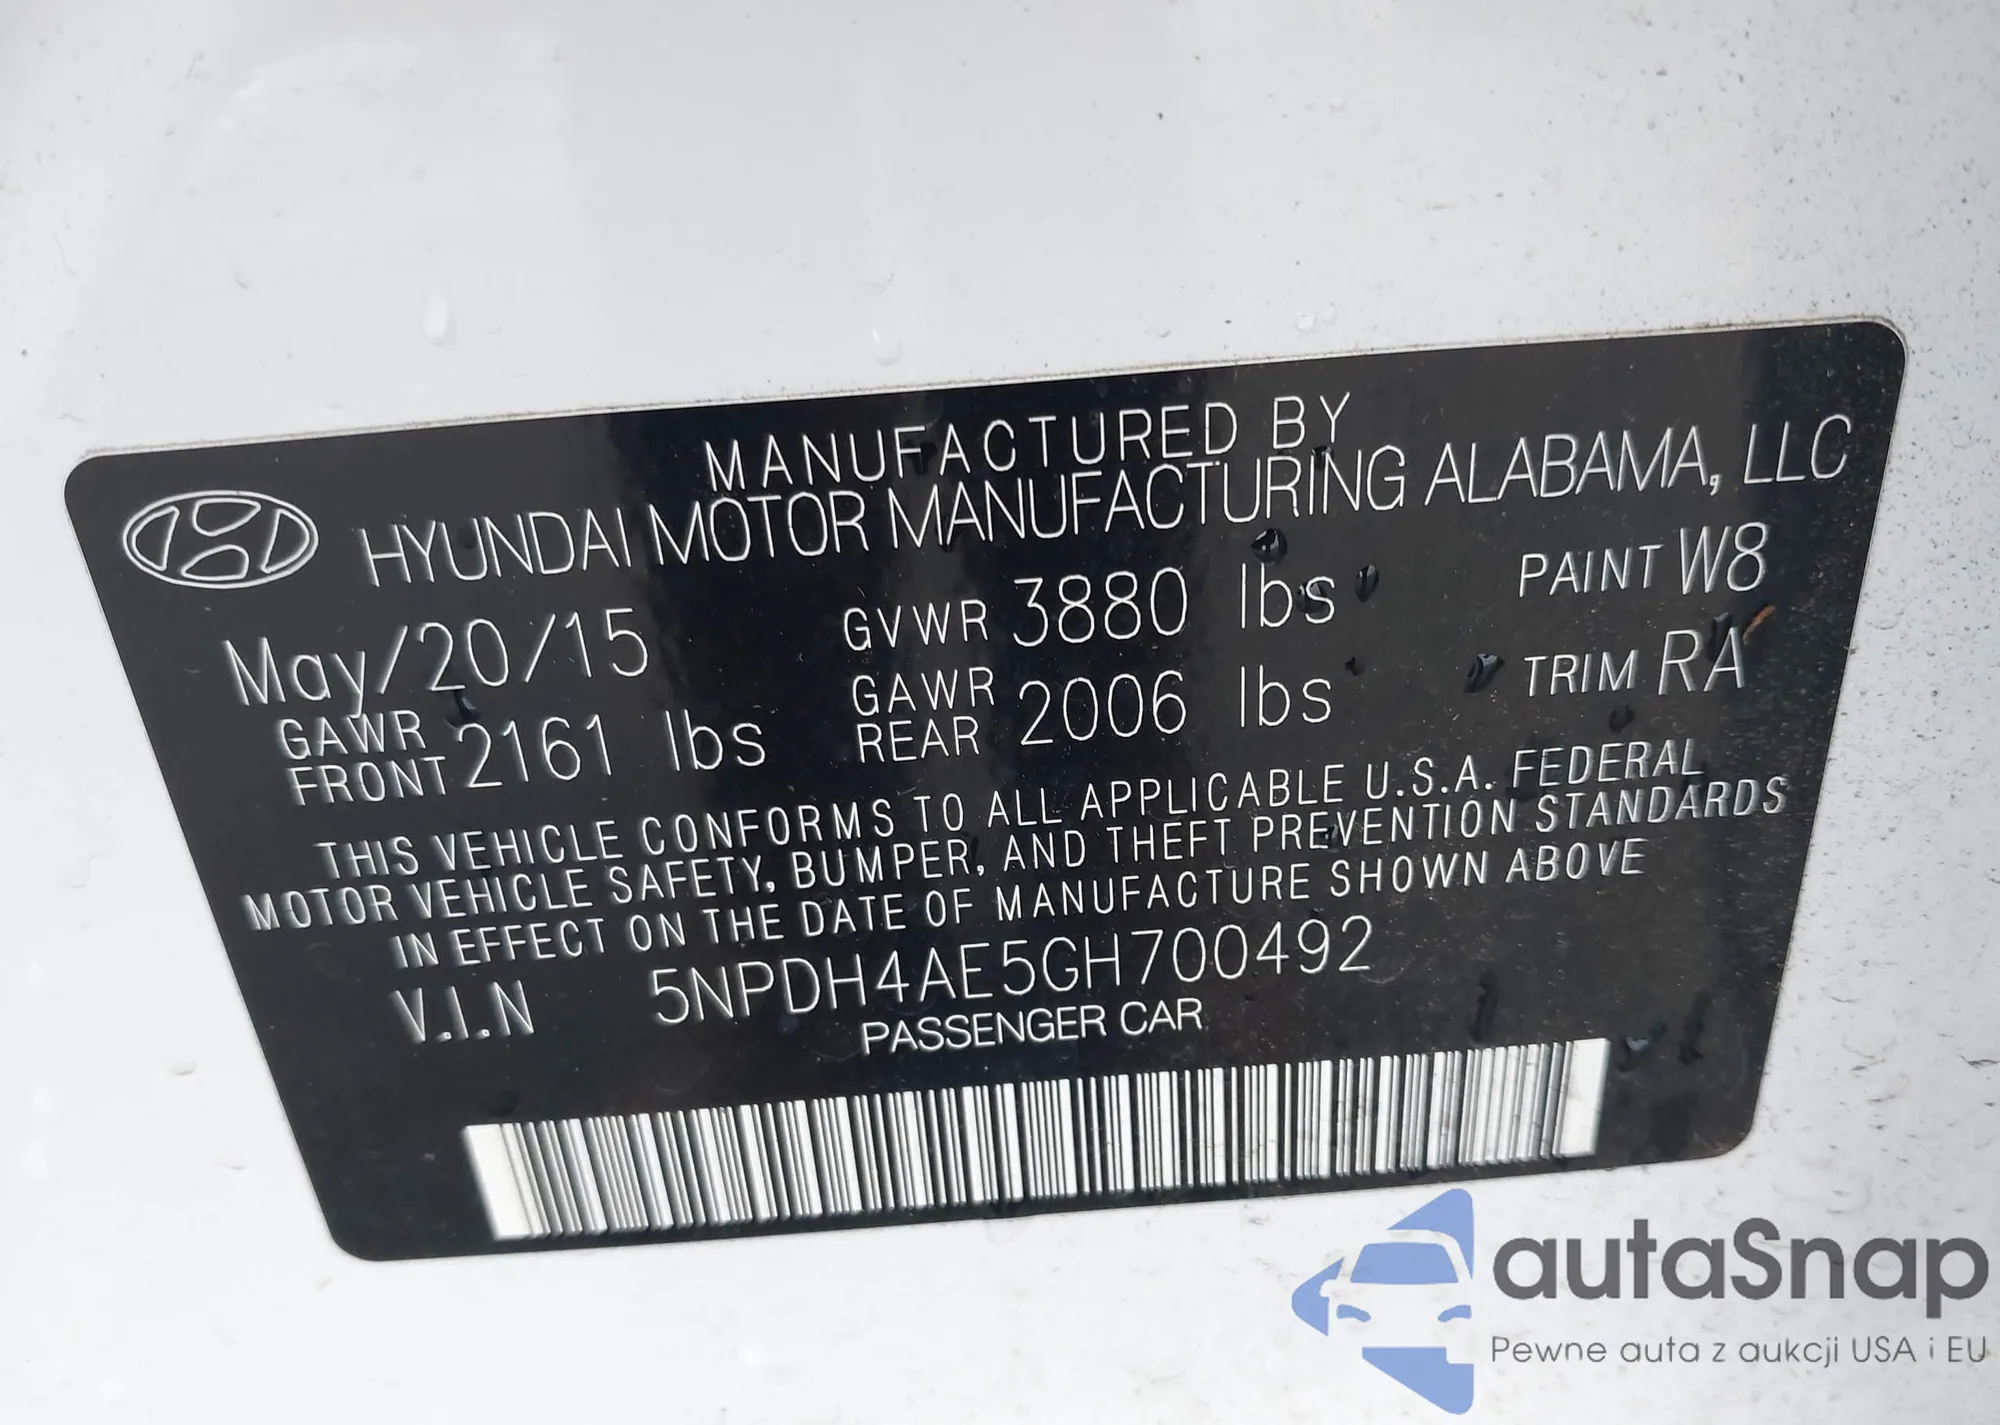 MANUFACTURED BY
HYUNDAI MOTOR MANUFACTURING ALABAMA, LLC
May/20/15 GVWR 3880 lbs PAINT W8
GAWR FRONT 2161 lbs GAWR REAR 2006 lbs TRIM RA
THIS VEHICLE CONFORMS TO ALL APPLICABLE U.S.A. FEDERAL
MOTOR VEHICLE SAFETY, BUMPER, AND THEFT PREVENTION STANDARDS
IN EFFECT ON THE DATE OF MANUFACTURE SHOWN ABOVE
V.I.N 5NPDH4AE5GH700492
PASSENGER CAR
autaSnap
Pewne auta z aukcji USA i EU